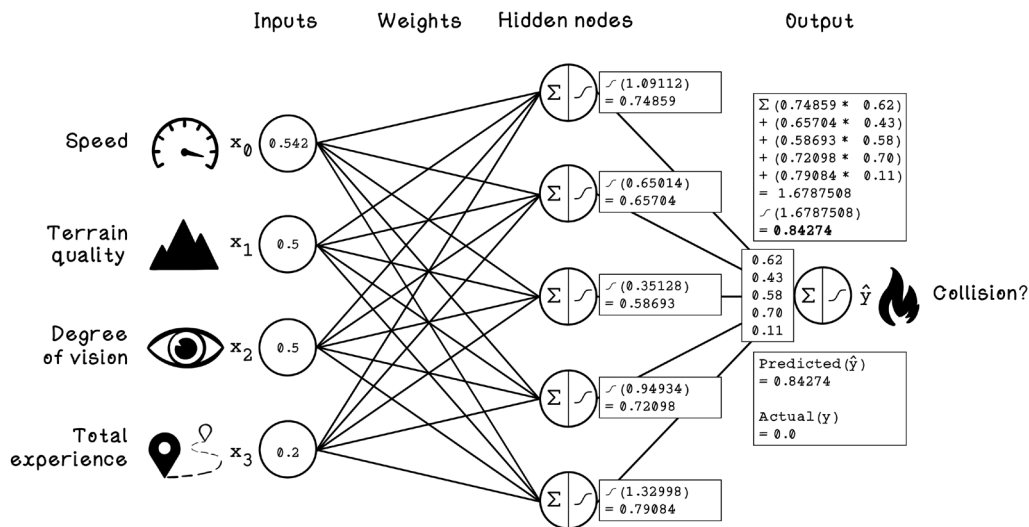 Inputs
Weights
Hidden nodes
Output
Speed
x0
0.542
Terrain
quality
x1
0.5
Degree
of vision
x2
0.5
Total
experience
x3
0.2
Σ
(1.09112)
= 0.74859
Σ
(0.65014)
= 0.65704
Σ
(0.35128)
= 0.58693
Σ
(0.94934)
= 0.72098
Σ
(1.32998)
= 0.79084
Σ (0.74859 * 0.62)
+ (0.65704 * 0.43)
+ (0.58693 * 0.58)
+ (0.72098 * 0.70)
+ (0.79084 * 0.11)
= 1.6787508
(1.6787508)
= 0.84274
0.62
0.43
0.58
0.70
0.11
Σ
ŷ
Collision?
Predicted(ŷ)
= 0.84274
Actual(y)
= 0.0